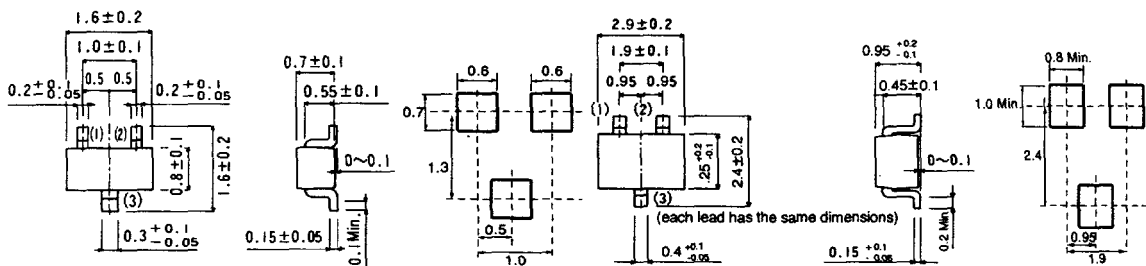 1.6±0.2
1.0±0.1
0.5 0.5
0.2 +0.1 -0.05
0.2 +0.1 -0.05
(1) (2)
0.8±0.1
1.6±0.2
(3)
0.3 +0.1 -0.05
0.7±0.1
0.55±0.1
0~0.1
0.15±0.05
0.1 Min.
0.6 0.6
0.7
1.3
0.5
1.0
2.9±0.2
1.9±0.1
0.95 0.95
(1) (2)
.25 +0.2 -0.1
2.4±0.2
(3)
(each lead has the same dimensions)
0.4 +0.1 -0.05
0.95 +0.2 -0.1
0.45±0.1
0~0.1
0.15 +0.1 -0.06
0.2 Min
0.8 Min.
1.0 Min.
2.4
0.95
1.9